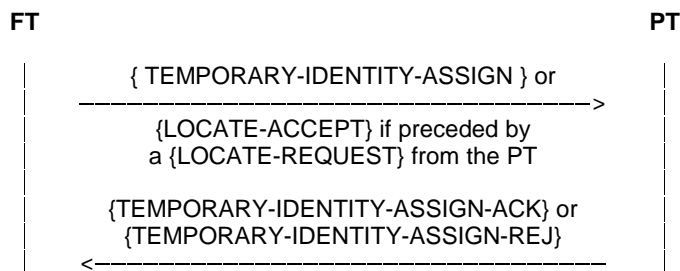 FT PT
{ TEMPORARY-IDENTITY-ASSIGN } or
{LOCATE-ACCEPT} if preceded by
a {LOCATE-REQUEST} from the PT
{TEMPORARY-IDENTITY-ASSIGN-ACK} or
{TEMPORARY-IDENTITY-ASSIGN-REJ}